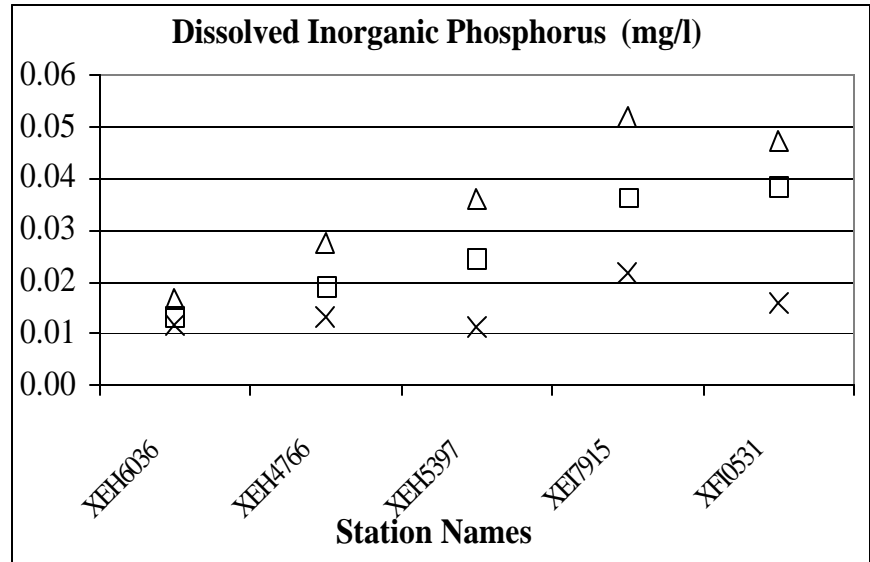 Dissolved Inorganic Phosphorus (mg/l)
0.06
0.05
0.04
0.03
0.02
0.01
0.00
XEH6036
XEH4766
XEH5397
XEI7915
XFI0531
Station Names